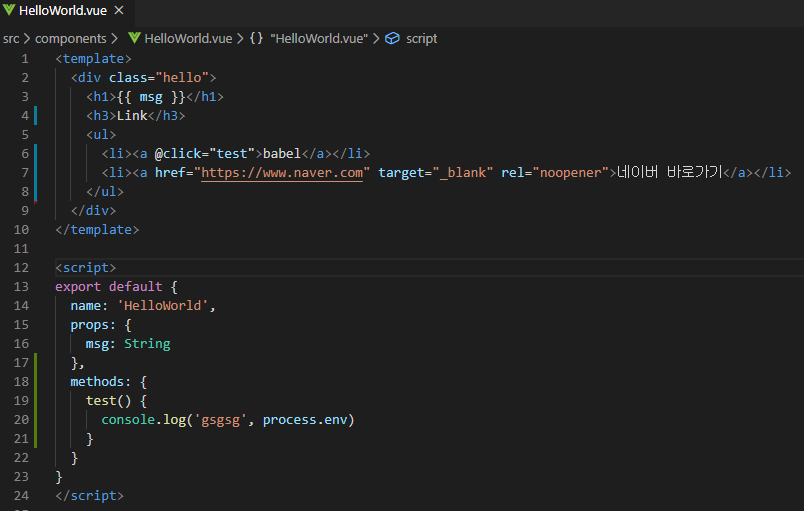 HelloWorld.vue
src > components > HelloWorld.vue > {} "HelloWorld.vue" > script
1 <template>
2 <div class="hello">
3 <h1>{{ msg }}</h1>
4 <h3>Link</h3>
5 <ul>
6 <li><a @click="test">babel</a></li>
7 <li><a href="https://www.naver.com" target="_blank" rel="noopener">네이버 바로가기</a></li>
8 </ul>
9 </div>
10 </template>
11
12 <script>
13 export default {
14 name: 'HelloWorld',
15 props: {
16 msg: String
17 },
18 methods: {
19 test() {
20 console.log('gsgsg', process.env)
21 }
22 }
23 }
24 </script>